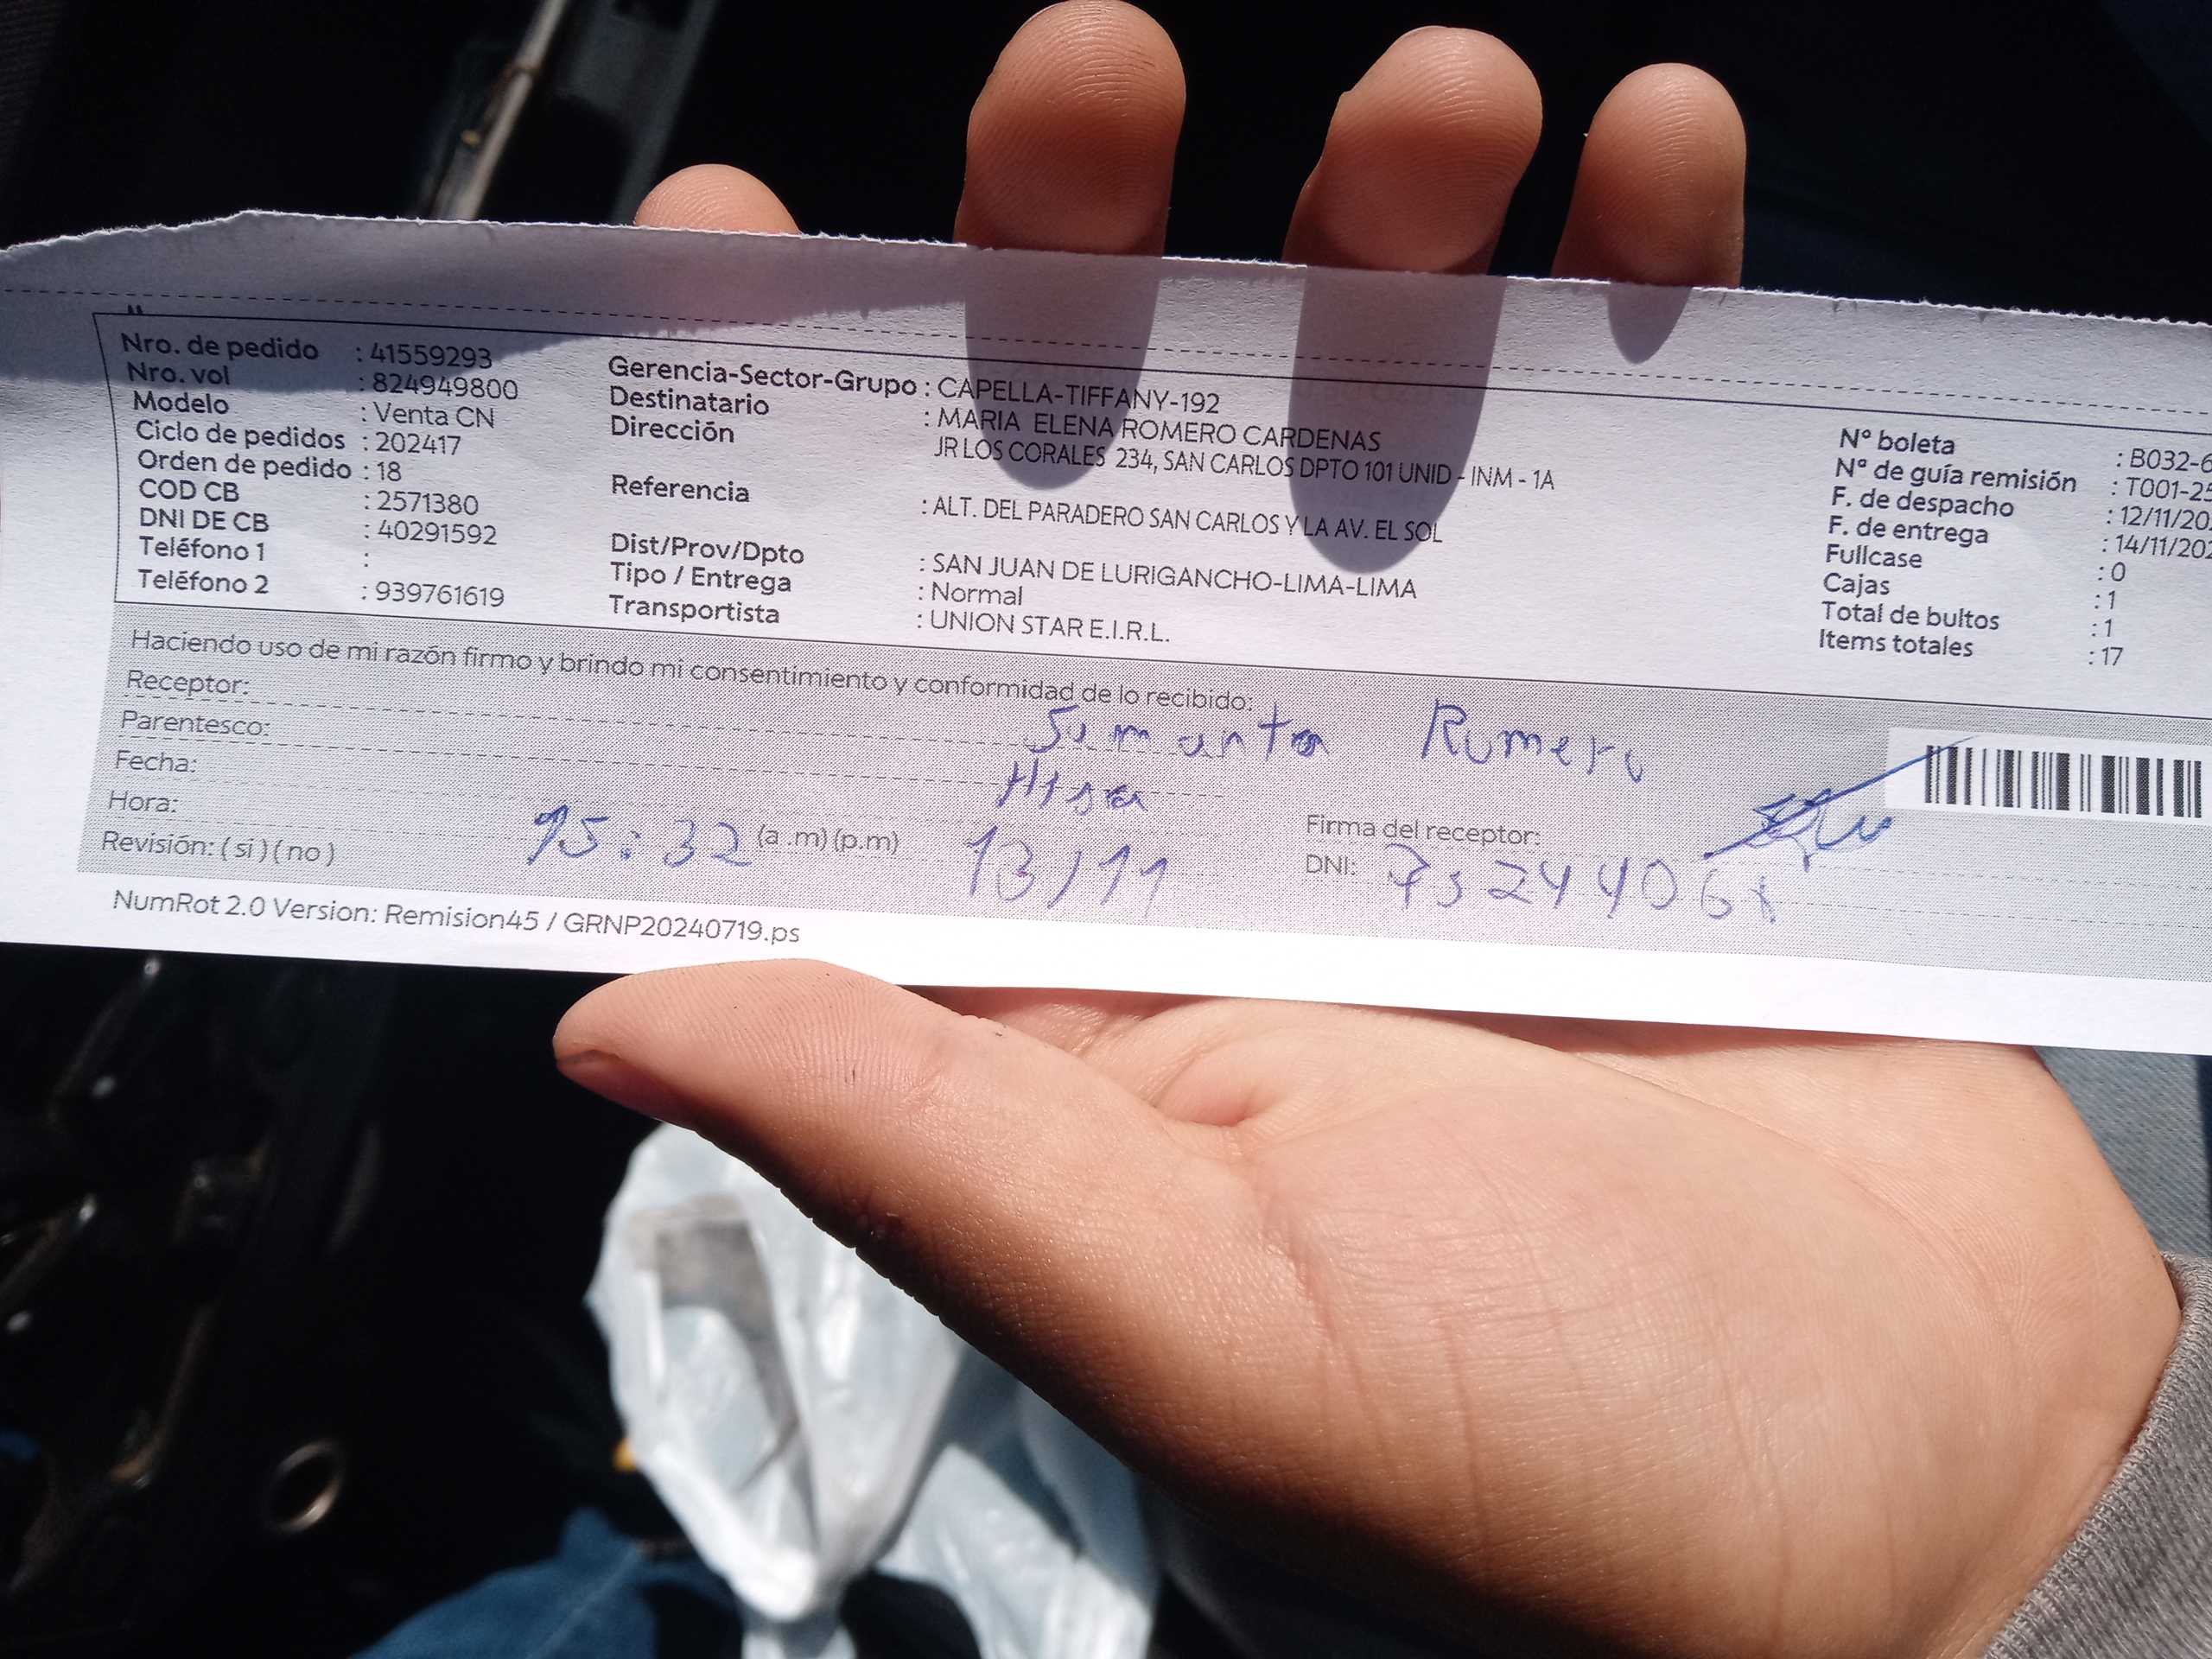 Nro. de pedido : 41559293
Nro. vol : 824949800
Modelo : Venta CN
Ciclo de pedidos : 202417
Orden de pedido : 18
COD CB : 2571380
DNI DE CB : 40291592
Teléfono 1 :
Teléfono 2 : 939761619
Gerencia-Sector-Grupo : CAPELLA-TIFFANY-192
Destinatario : MARIA ELENA ROMERO CARDENAS
Dirección JR LOS CORALES 234, SAN CARLOS DPTO 101 UNID - INM - 1A
Referencia : ALT. DEL PARADERO SAN CARLOS Y LA AV. EL SOL
Dist/Prov/Dpto : SAN JUAN DE LURIGANCHO-LIMA-LIMA
Tipo / Entrega : Normal
Transportista : UNION STAR E.I.R.L.
Nº boleta : B032-6
Nº de guía remisión : T001-25
F. de despacho : 12/11/20
F. de entrega : 14/11/202
Fullcase : 0
Cajas : 1
Total de bultos : 1
Items totales : 17
Haciendo uso de mi razón firmo y brindo mi consentimiento y conformidad de lo recibido:
Receptor: Samanta Romero
Parentesco: Hija
Fecha: 13/11
Hora: 15:32 (a .m) (p.m)
Revisión: ( si ) ( no )
Firma del receptor:
DNI:
NumRot 2.0 Version: Remision45 / GRNP20240719.ps